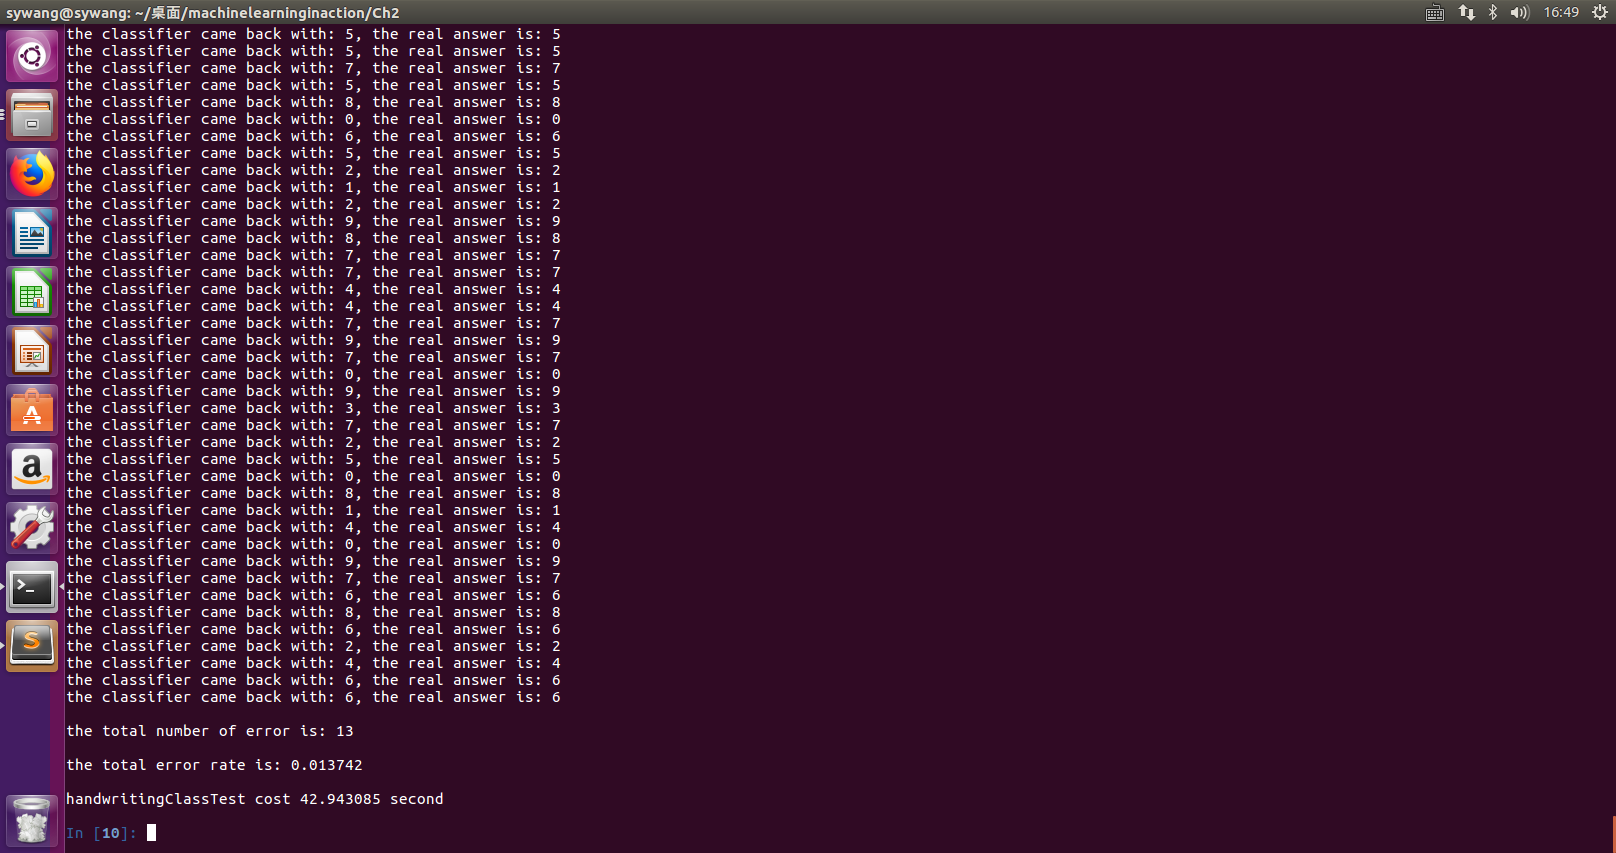 sywang@sywang: ~/桌面/machinelearninginaction/Ch2
16:49
the classifier came back with: 5, the real answer is: 5
the classifier came back with: 5, the real answer is: 5
the classifier came back with: 7, the real answer is: 7
the classifier came back with: 5, the real answer is: 5
the classifier came back with: 8, the real answer is: 8
the classifier came back with: 0, the real answer is: 0
the classifier came back with: 6, the real answer is: 6
the classifier came back with: 5, the real answer is: 5
the classifier came back with: 2, the real answer is: 2
the classifier came back with: 1, the real answer is: 1
the classifier came back with: 2, the real answer is: 2
the classifier came back with: 9, the real answer is: 9
the classifier came back with: 8, the real answer is: 8
the classifier came back with: 7, the real answer is: 7
the classifier came back with: 7, the real answer is: 7
the classifier came back with: 4, the real answer is: 4
the classifier came back with: 4, the real answer is: 4
the classifier came back with: 7, the real answer is: 7
the classifier came back with: 9, the real answer is: 9
the classifier came back with: 7, the real answer is: 7
the classifier came back with: 0, the real answer is: 0
the classifier came back with: 9, the real answer is: 9
the classifier came back with: 3, the real answer is: 3
the classifier came back with: 7, the real answer is: 7
the classifier came back with: 2, the real answer is: 2
the classifier came back with: 5, the real answer is: 5
the classifier came back with: 0, the real answer is: 0
the classifier came back with: 8, the real answer is: 8
the classifier came back with: 1, the real answer is: 1
the classifier came back with: 4, the real answer is: 4
the classifier came back with: 0, the real answer is: 0
the classifier came back with: 9, the real answer is: 9
the classifier came back with: 7, the real answer is: 7
the classifier came back with: 6, the real answer is: 6
the classifier came back with: 8, the real answer is: 8
the classifier came back with: 6, the real answer is: 6
the classifier came back with: 2, the real answer is: 2
the classifier came back with: 4, the real answer is: 4
the classifier came back with: 6, the real answer is: 6
the classifier came back with: 6, the real answer is: 6
the total number of error is: 13
the total error rate is: 0.013742
handwritingClassTest cost 42.943085 second
In [10]: